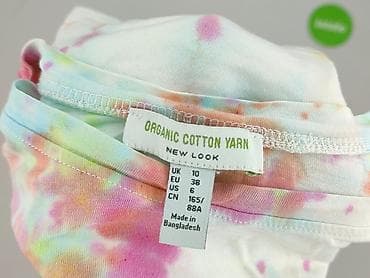 ORGANIC COTTON YARN
NEW LOOK
UK 10
EU 38
US 6
CN 165/
88A
Made in
Bangladesh